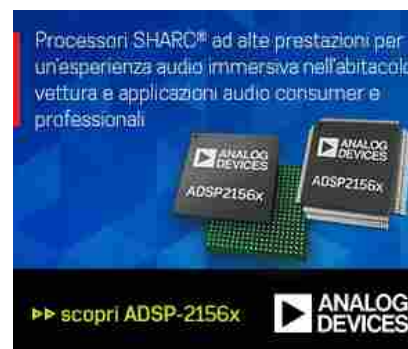 Processori SHARC® ad alte prestazioni per
un'esperienza audio immersiva nell'abitacolo
vettura e applicazioni audio consumer e
professionali
ANALOG
DEVICES
ADSP2156x
ANALOG
DEVICES
ADSP2156x
▶▶ scopri ADSP-2156x
ANALOG
DEVICES